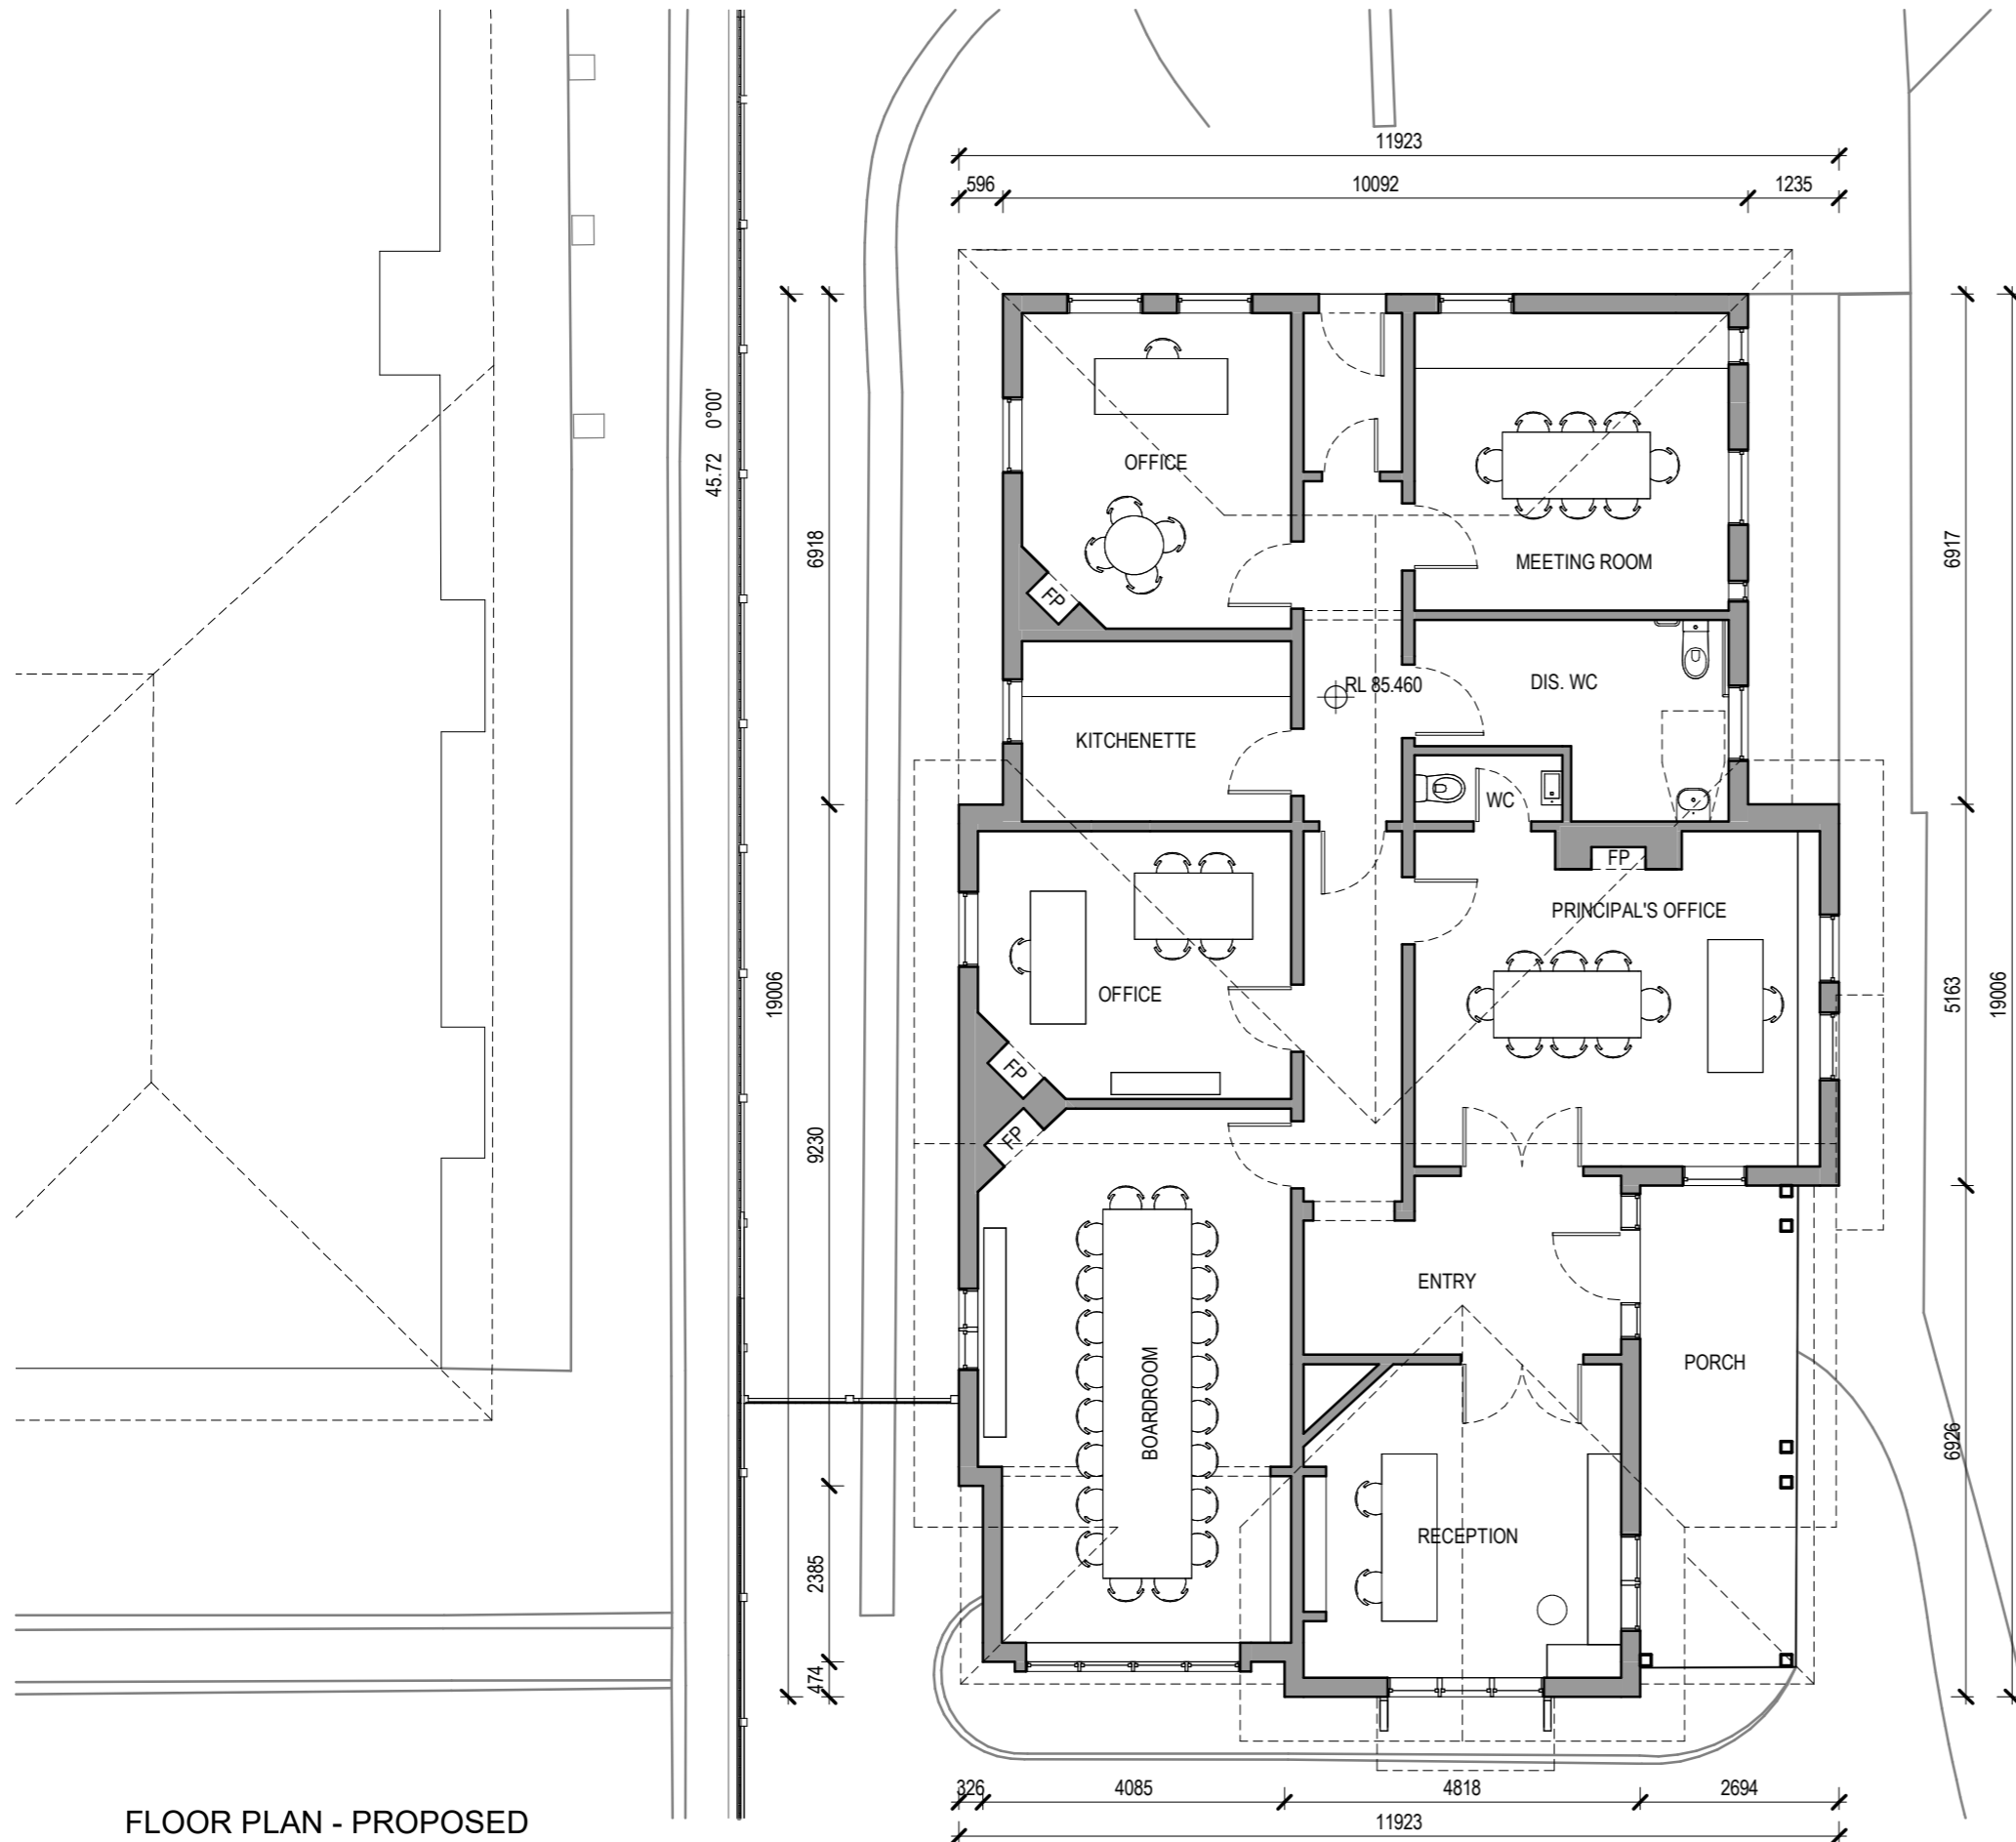 11923
596
10092
1235
45.72 0°00'
6918
19006
9230
2385
474
OFFICE
FP
MEETING ROOM
KITCHENETTE
RL 85.460
DIS. WC
WC
FP
PRINCIPAL'S OFFICE
OFFICE
FP
FP
ENTRY
BOARDROOM
PORCH
RECEPTION
6917
5163
19006
6926
326
4085
4818
2694
11923
FLOOR PLAN - PROPOSED